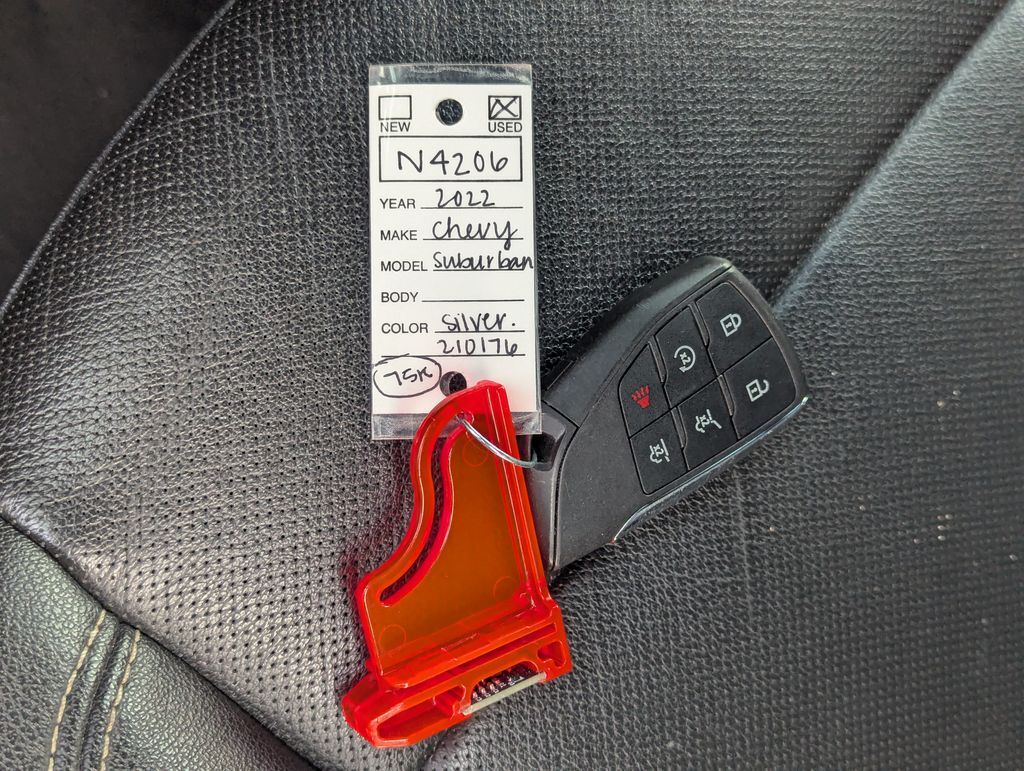 NEW USED
N4206
YEAR 2022
MAKE chevy
MODEL suburban
BODY
COLOR silver.
210176
75K